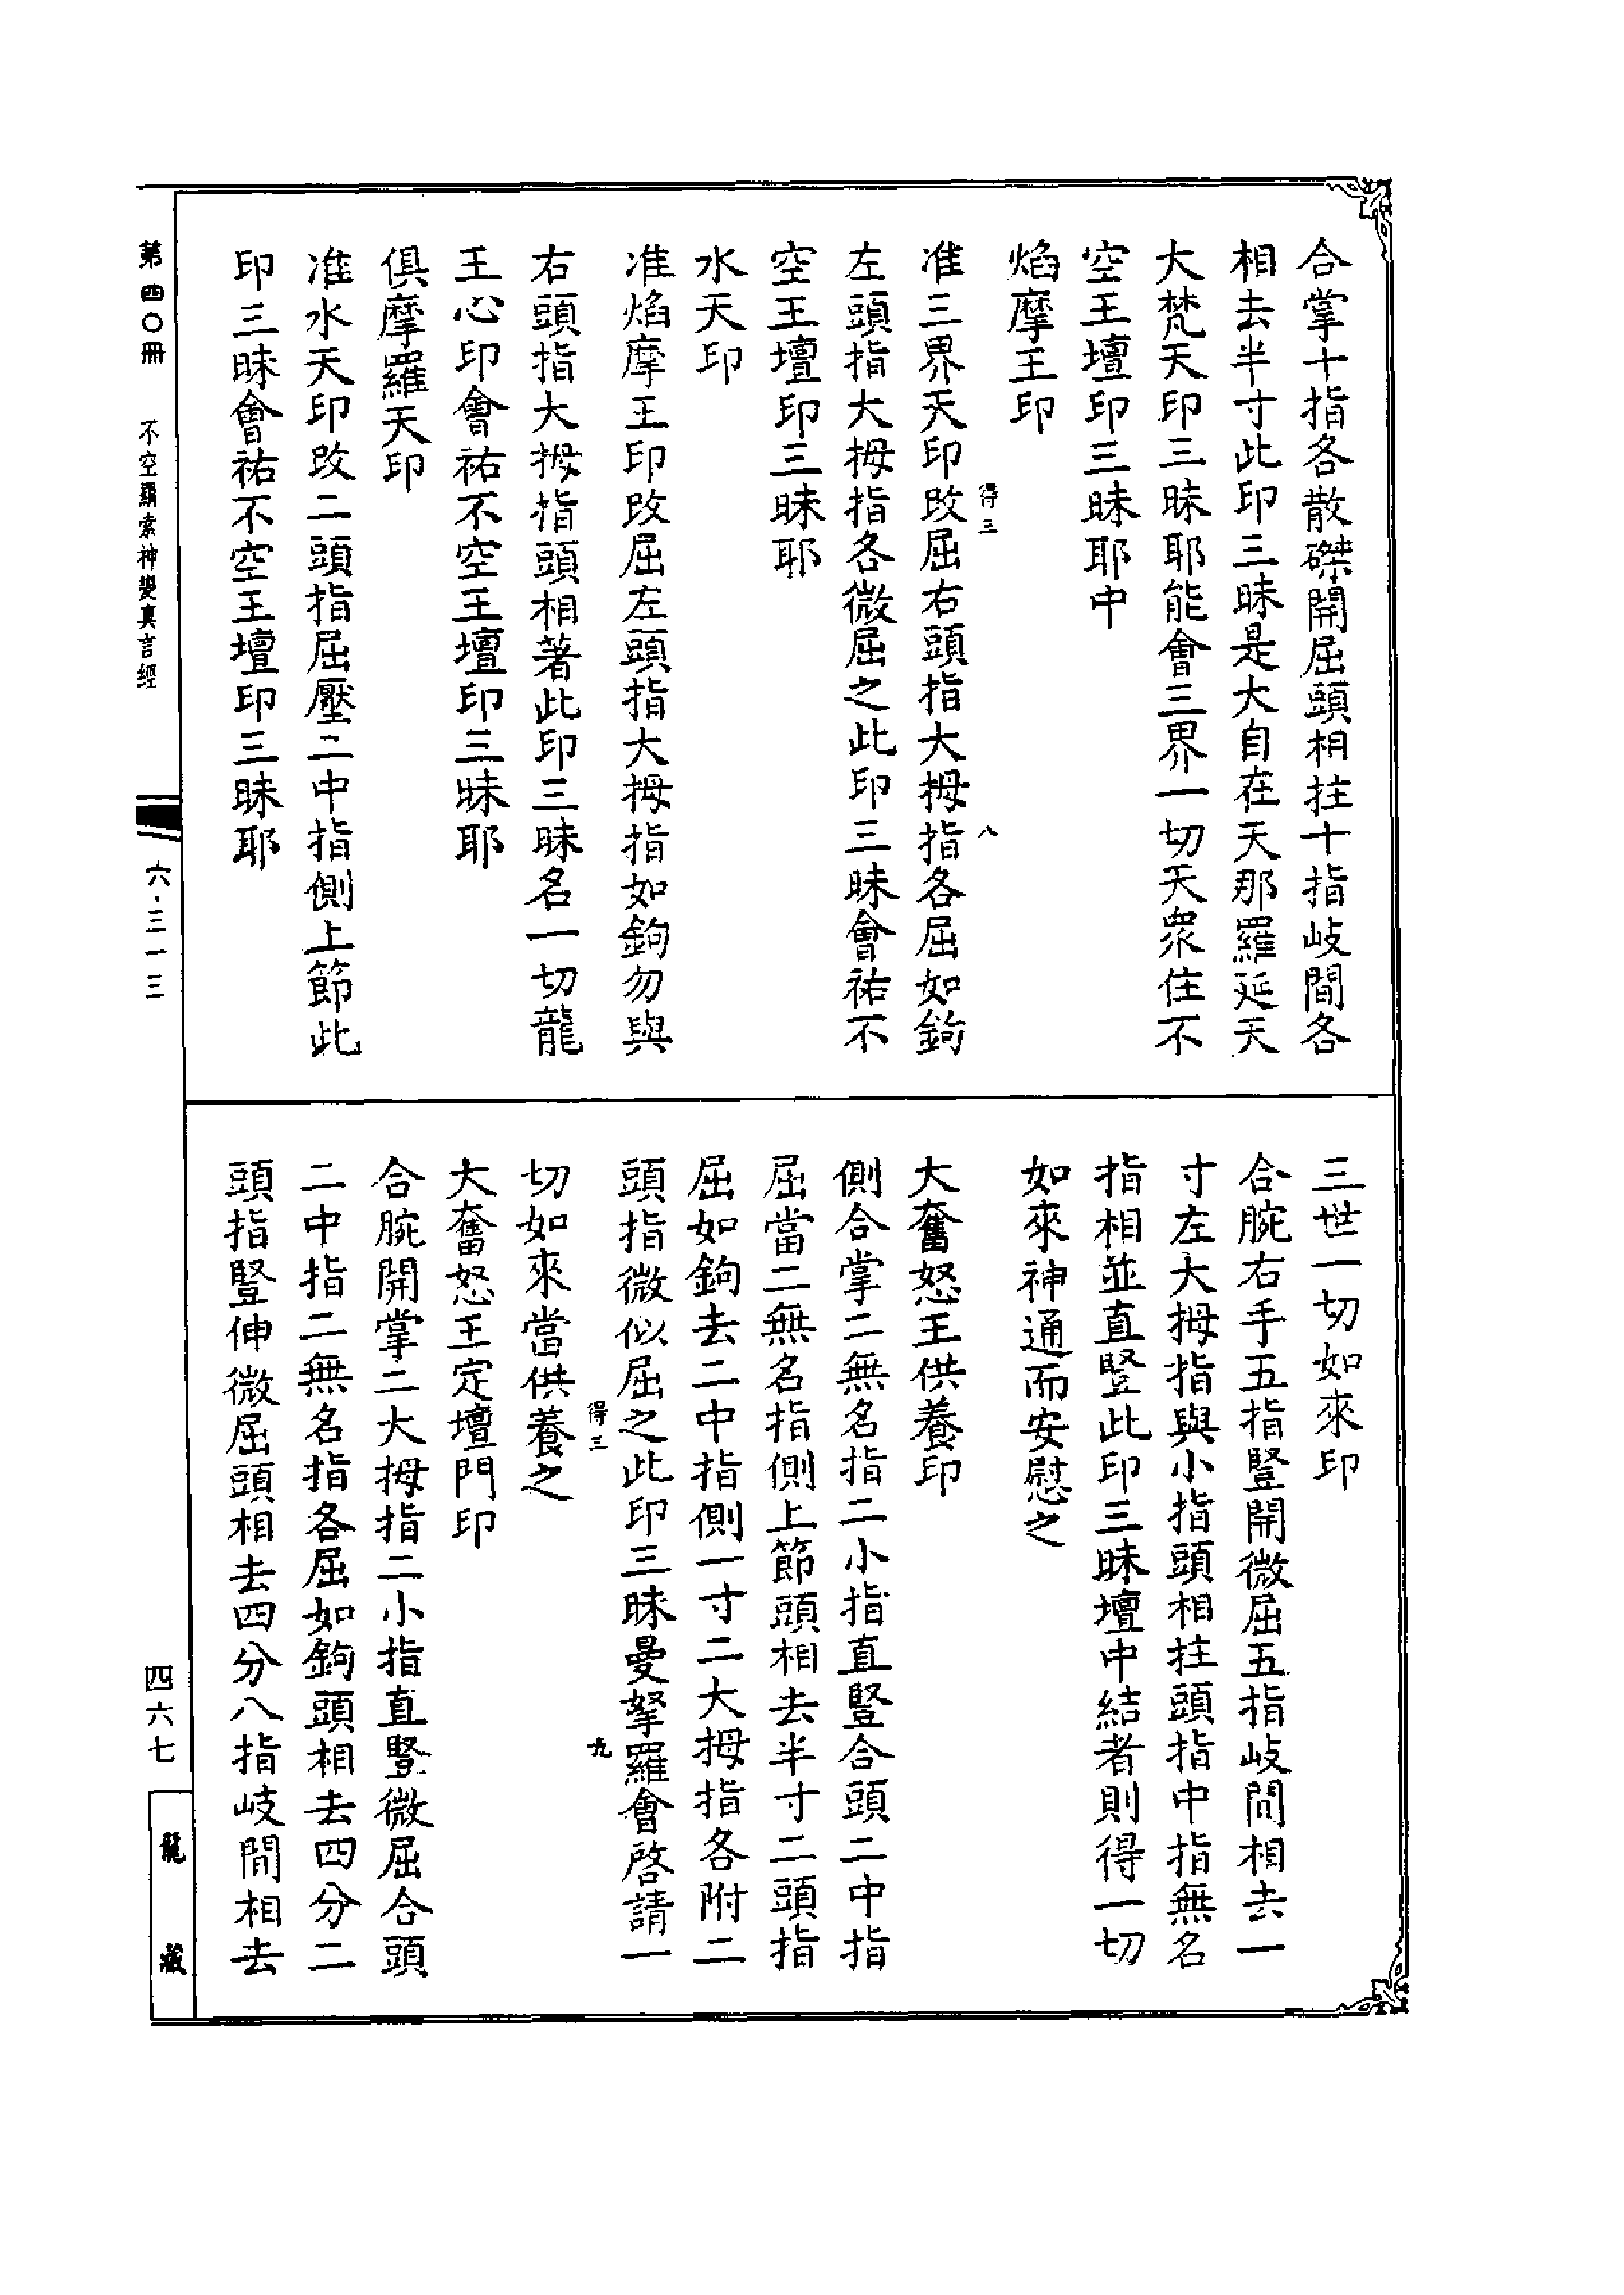 合掌十指各散磔開屈頭相拄十指岐間各
相去半寸此印三昧是大自在天那羅延天
大梵天印三昧耶能會三界一切天眾住不
空王壇印三昧耶中
焰摩王印
得三
八
准三界天印改屈右頭指大拇指各屈如鉤
左頭指大拇指各微屈之此印三昧會祐不
空王壇印三昧耶
水天印
准焰摩王印改屈左頭指大拇指如鉤勿與
右頭指大拇指頭相著此印三昧名一切龍
王心印會祐不空王壇印三昧耶
俱摩羅天印
准水天印改二頭指屈壓二中指側上節此
印三昧會祐不空王壇印三昧耶
三世一切如來印
合腕右手五指豎開微屈五指岐間相去一
寸左大拇指與小指頭相拄頭指中指無名
指相並直豎此印三昧壇中結者則得一切
如來神通而安慰之
大奮怒王供養印
側合掌二無名指二小指直豎合頭二中指
屈當二無名指側上節頭相去半寸二頭指
屈如鉤去二中指側一寸二大拇指各附二
頭指微似屈之此印三昧曼拏羅會啓請一
得三
九
切如來當供養之
大奮怒王定壇門印
合腕開掌二大拇指二小指直豎微屈合頭
二中指二無名指各屈如鉤頭相去四分二
頭指豎伸微屈頭相去四分八指岐間相去
第四〇冊
不空羂索神變真言經
六·三一三
四六七
龍藏